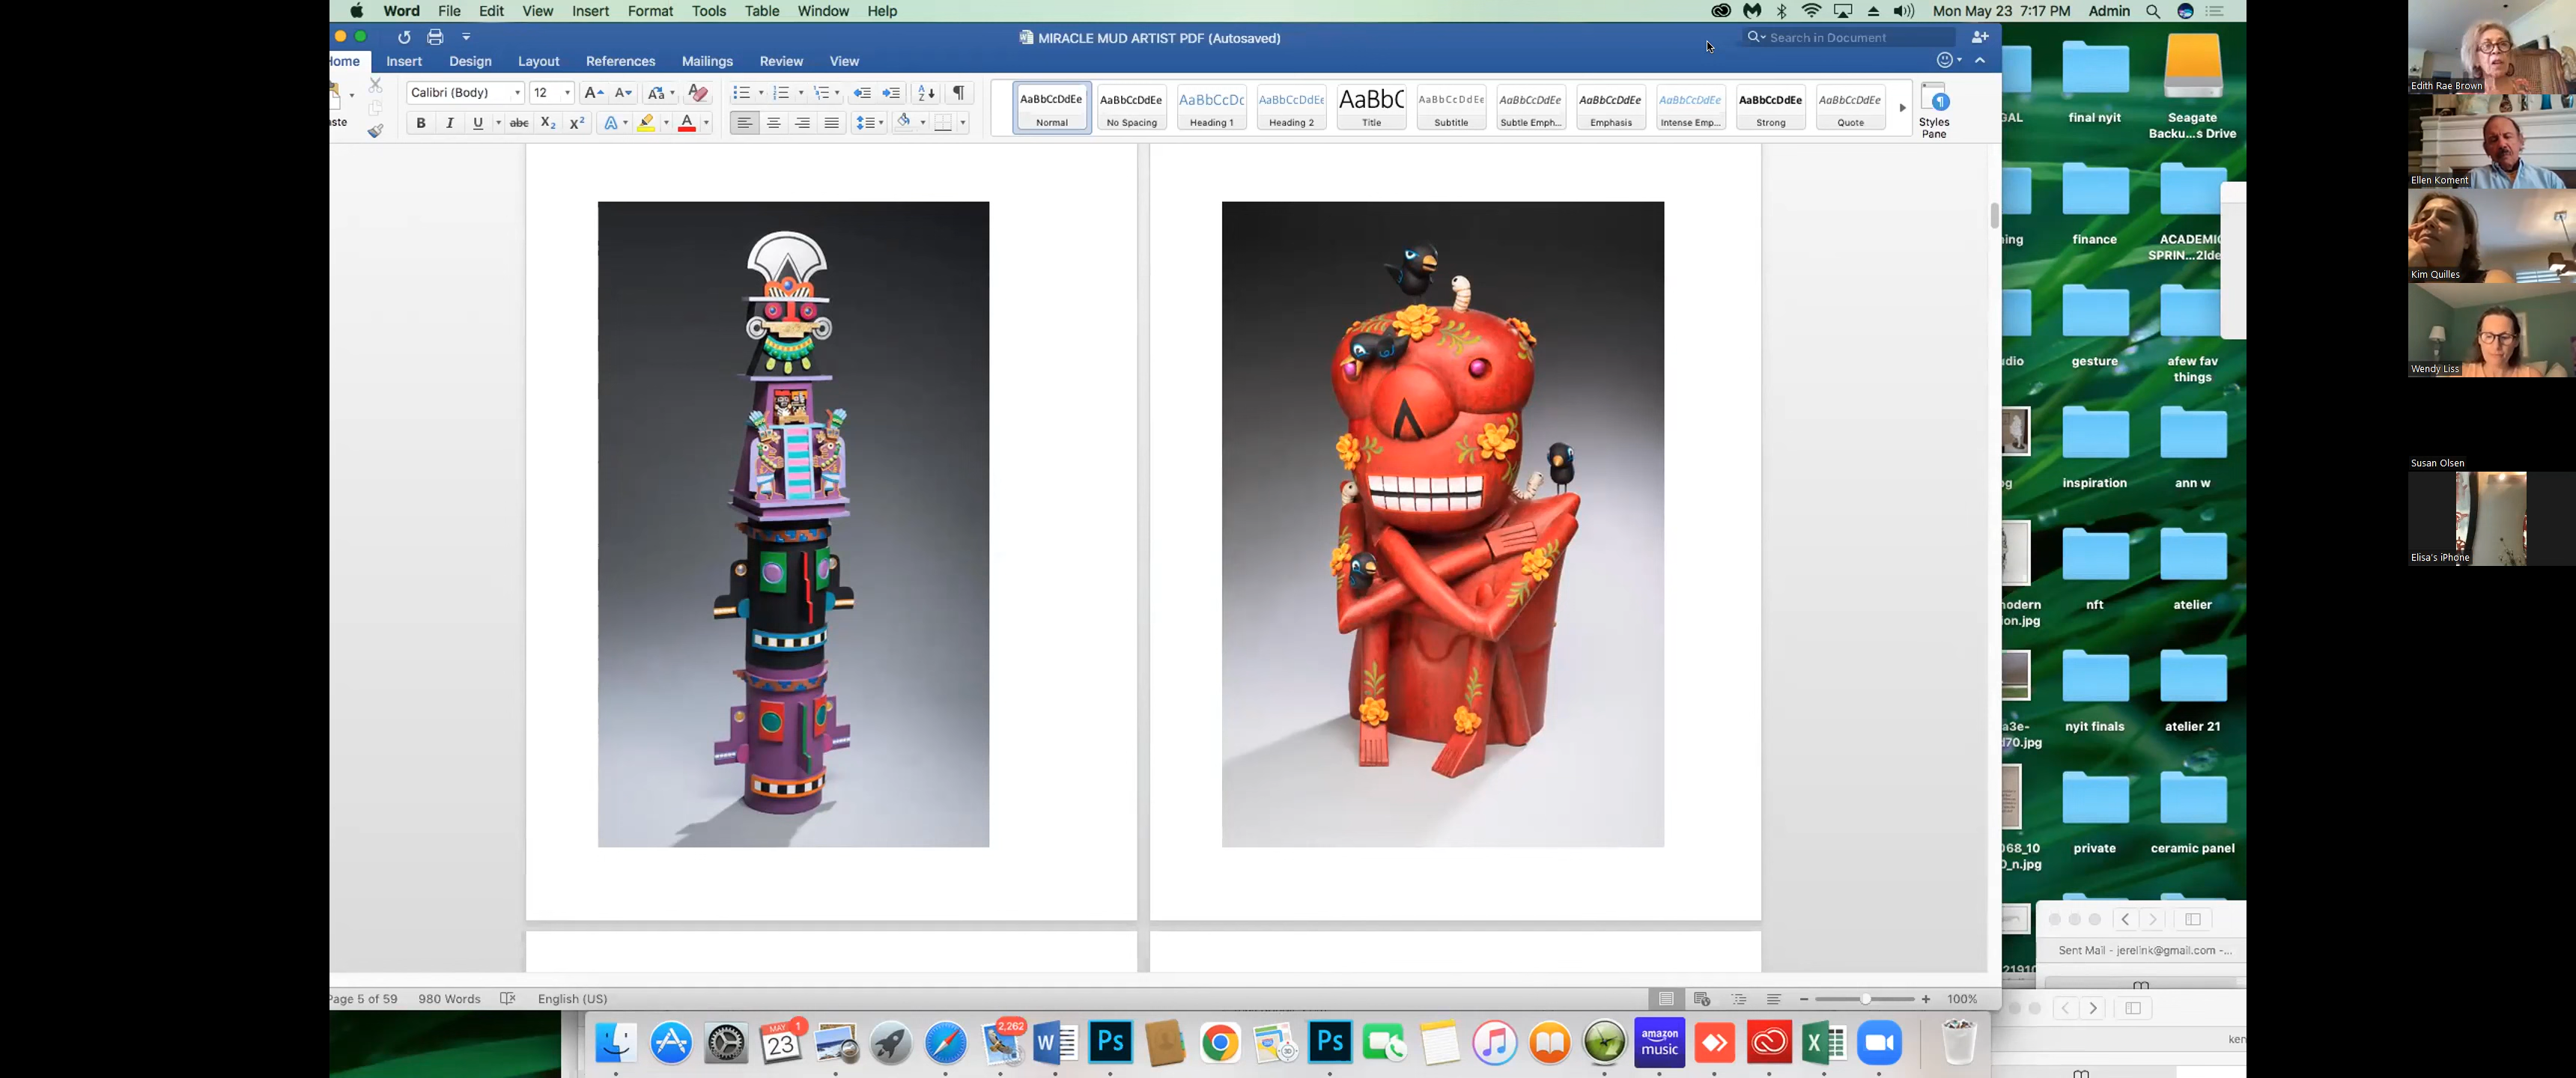 Word File Edit View Insert Format Tools Table Window Help Mon May 23 7:17 PM Admin
MIRACLE MUD ARTIST PDF (Autosaved) Search in Document
Home Insert Design Layout References Mailings Review View
Calibri (Body) 12
AaBbCcDdEe AaBbCcDdEe AaBbCcDc AaBbCcDdEe AaBbC AaBbCcDdEe AaBbCcDdEe AaBbCcDdEe AaBbCcDdEe AaBbCcDdEe AaBbCcDdEe
Normal No Spacing Heading 1 Heading 2 Title Subtitle Subtle Emph... Emphasis Intense Emp... Strong Quote
Styles
Pane
final nyit
Seagate
Backu...s Drive
finance
ACADEMIC
SPRIN...2Ide
gesture
afew fav
things
inspiration
ann w
nft
atelier
nyit finals
atelier 21
private
ceramic panel
Sent Mail - jerelink@gmail.com -...
Page 5 of 59 980 Words English (US) 100%
MAY 1
23
2,262
W
Ps
Ps
amazon
music
X
Edith Rae Brown
Ellen Koment
Kim Quilles
Wendy Liss
Susan Olsen
Elisa's iPhone